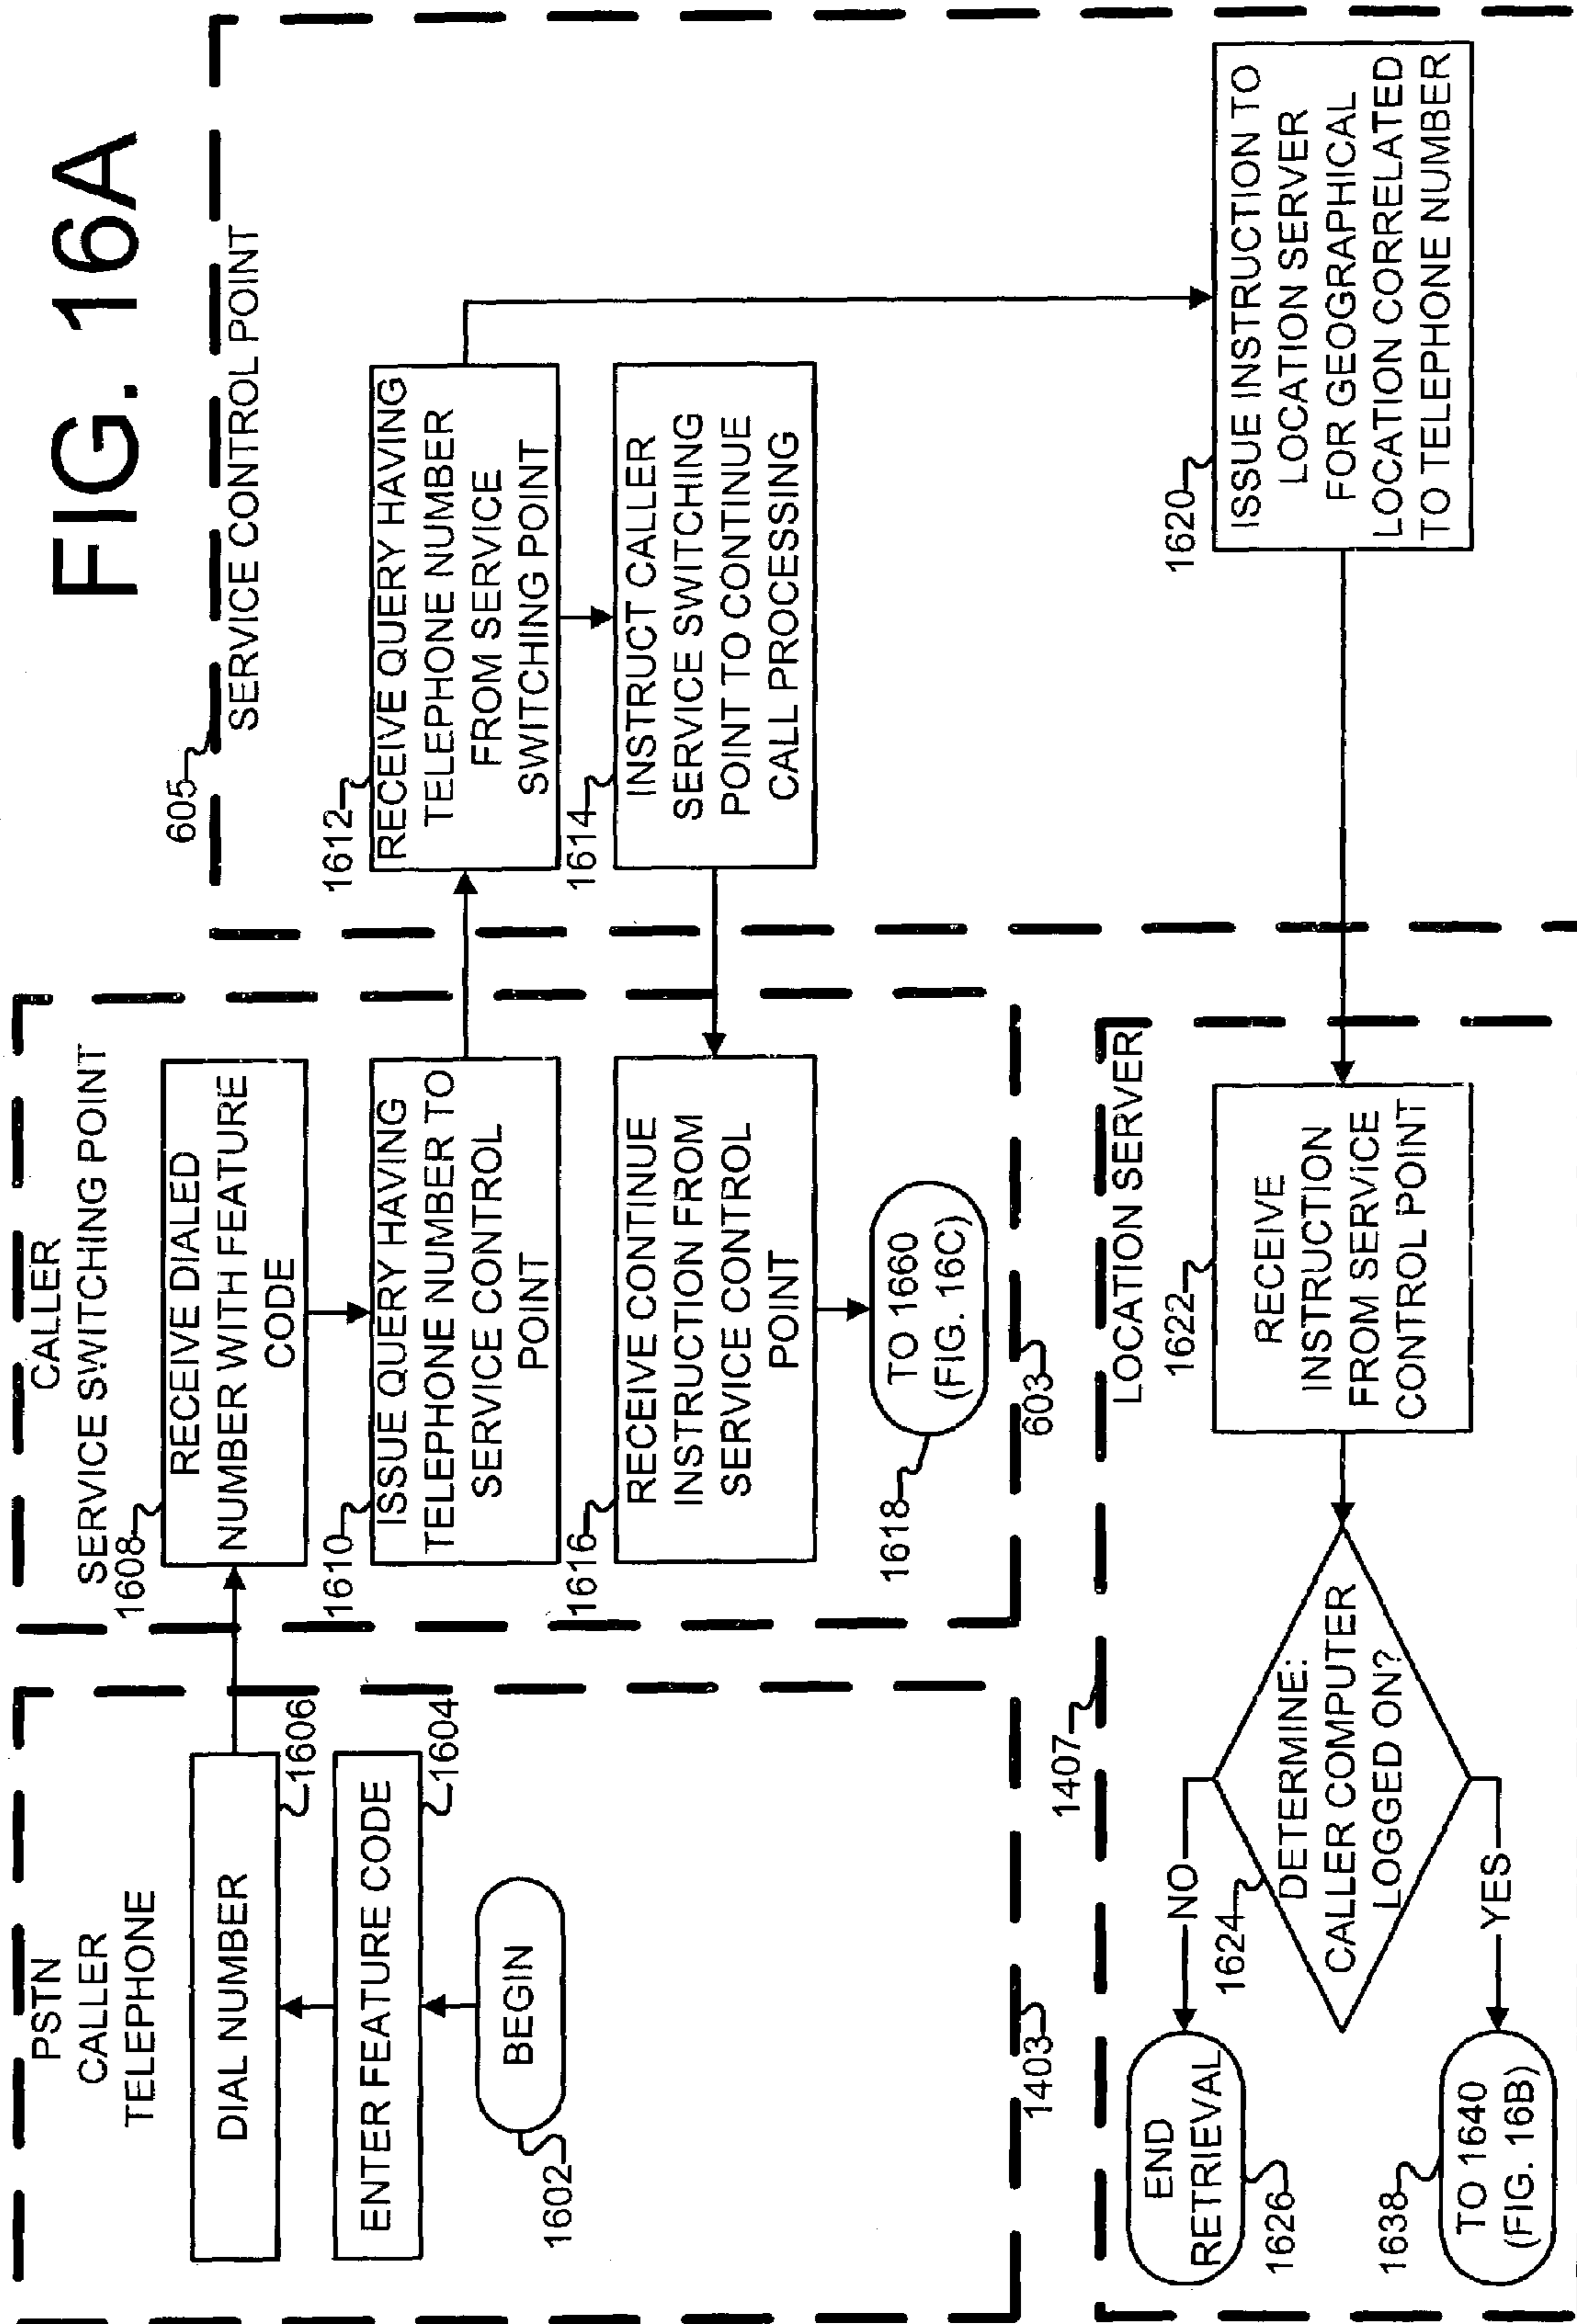 FIG. 16A
PSTN
CALLER
TELEPHONE
DIAL NUMBER
1606
ENTER FEATURE CODE
1604
BEGIN
1602
1403
CALLER
SERVICE SWITCHING POINT
1608
RECEIVE DIALED
NUMBER WITH FEATURE
CODE
1610
ISSUE QUERY HAVING
TELEPHONE NUMBER TO
SERVICE CONTROL
POINT
1616
RECEIVE CONTINUE
INSTRUCTION FROM
SERVICE CONTROL
POINT
1618
TO 1660
(FIG. 16C)
603
605
SERVICE CONTROL POINT
1612
RECEIVE QUERY HAVING
TELEPHONE NUMBER
FROM SERVICE
SWITCHING POINT
1614
INSTRUCT CALLER
SERVICE SWITCHING
POINT TO CONTINUE
CALL PROCESSING
1620
ISSUE INSTRUCTION TO
LOCATION SERVER
FOR GEOGRAPHICAL
LOCATION CORRELATED
TO TELEPHONE NUMBER
1407
LOCATION SERVER
1622
RECEIVE
INSTRUCTION
FROM SERVICE
CONTROL POINT
1624
DETERMINE:
CALLER COMPUTER
LOGGED ON?
NO
END
RETRIEVAL
1626
YES
1638
TO 1640
(FIG. 16B)